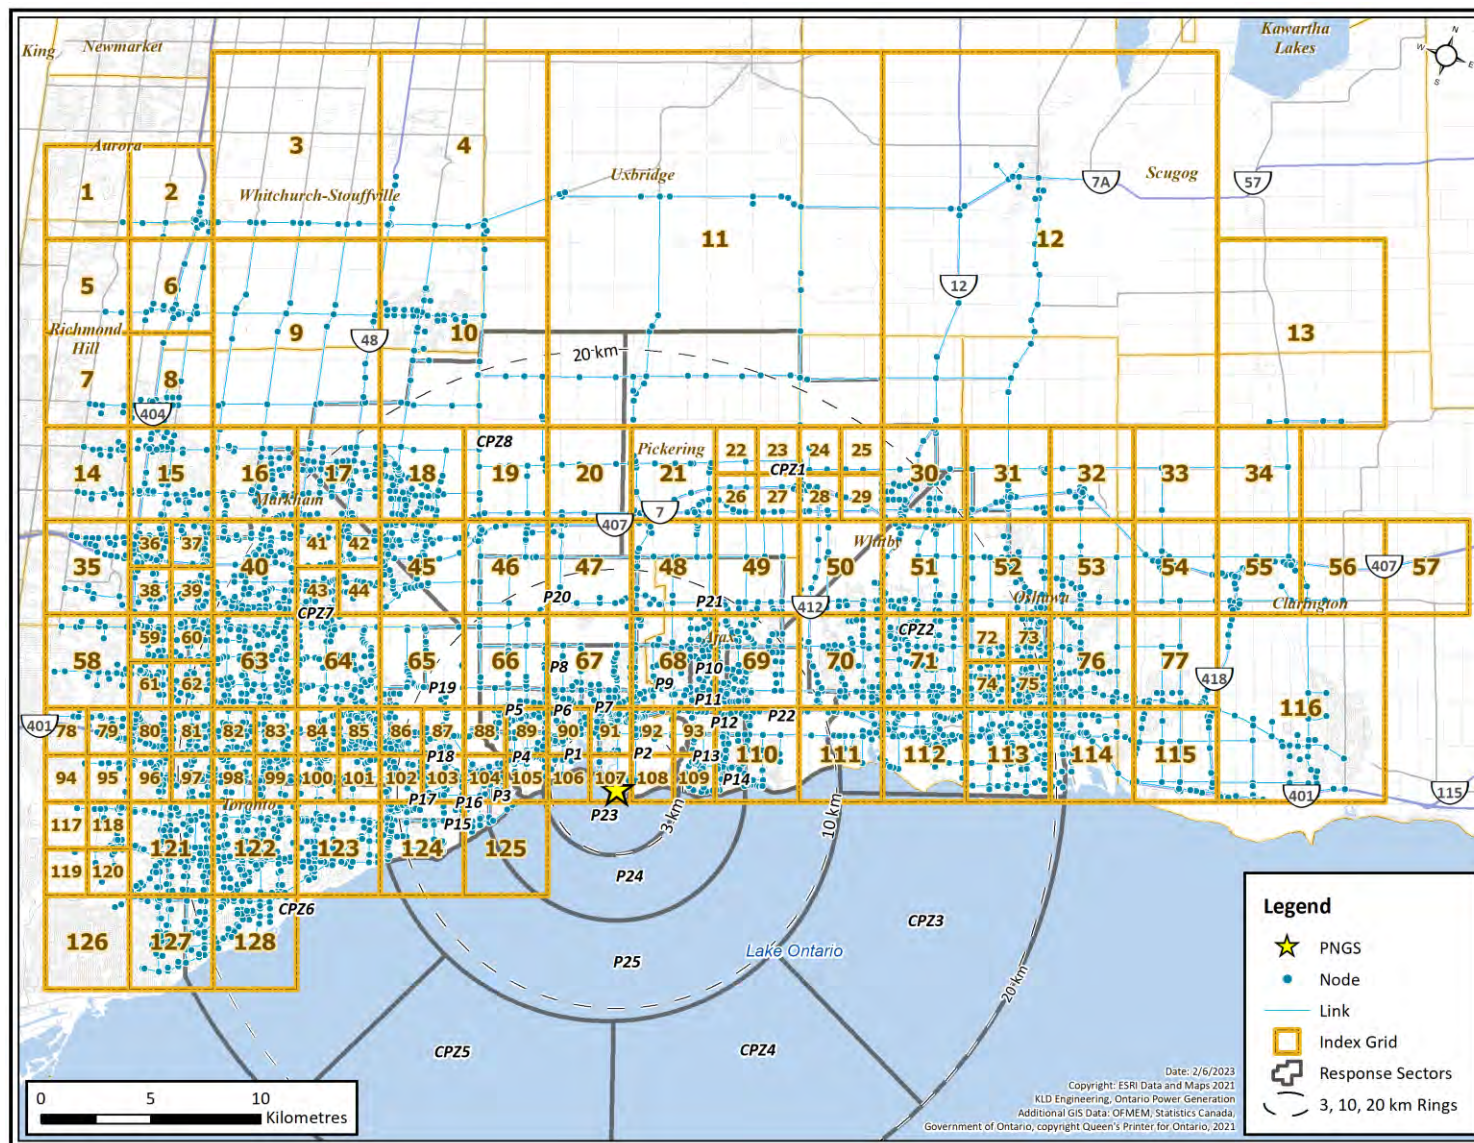 King
Newmarket
Kawartha
Lakes
N
W
E
S
Aurora
3
4
1
2
Whitchurch-Stouffville
Uxbridge
7A
Scugog
57
11
12
5
6
12
Richmond
Hill
9
48
10
13
20 km
7
8
404
CPZ8
Pickering
22
23
24
25
14
15
16
17
18
19
20
21
CPZ1
30
31
32
33
34
Markham
26
27
28
29
7
407
Whitby
35
36
37
40
41
42
45
46
47
48
49
50
51
52
53
54
55
56
407
57
38
39
43
44
P20
P21
412
Oshawa
Clarington
CPZ7
58
59
60
63
64
65
66
P8
67
68
Ajax
69
70
CPZ2
71
72
73
76
77
61
62
P19
P9
P10
74
75
418
116
P5
P6
P7
P11
P12
P22
401
78
79
80
81
82
83
84
85
86
87
88
89
90
91
92
93
110
111
112
113
114
115
P18
P4
P1
P2
P13
94
95
96
97
98
99
100
101
102
103
104
105
106
107
108
109
P14
401
115
Toronto
P17
P16
P3
P23
3 km
10 km
117
118
P15
121
122
123
124
125
119
120
P24
CPZ6
CPZ3
126
127
128
Lake Ontario
P25
20 km
CPZ5
CPZ4
Legend
PNGS
Node
Link
Index Grid
Response Sectors
3, 10, 20 km Rings
0 5 10
Kilometres
Date: 2/6/2023
Copyright: ESRI Data and Maps 2021
KLD Engineering, Ontario Power Generation
Additional GIS Data: OFMEM, Statistics Canada,
Government of Ontario, copyright Queen's Printer for Ontario, 2021